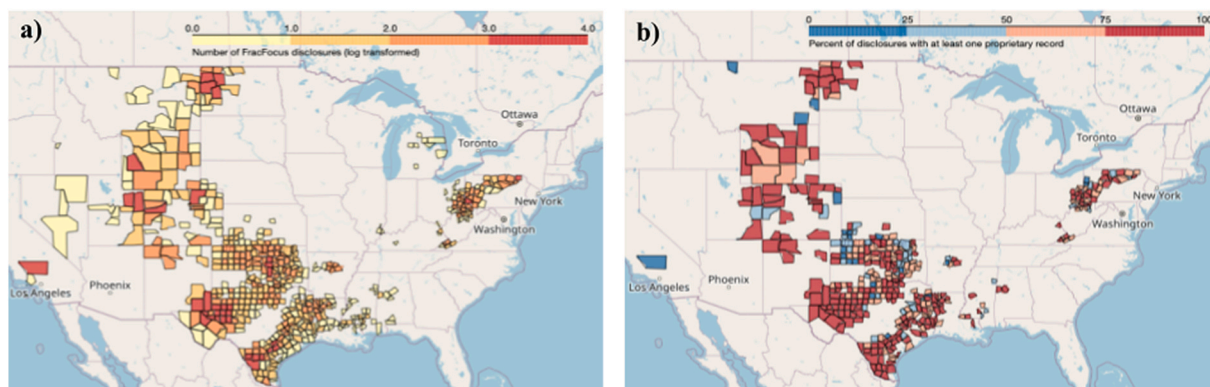 a)
0.0 1.0 2.0 3.0 4.0
Number of FracFocus disclosures (log transformed)
Ottawa
Toronto
New York
Washington
Los Angeles
Phoenix
b)
0 25 50 75 100
Percent of disclosures with at least one proprietary record
Ottawa
Toronto
New York
Washington
Los Angeles
Phoenix